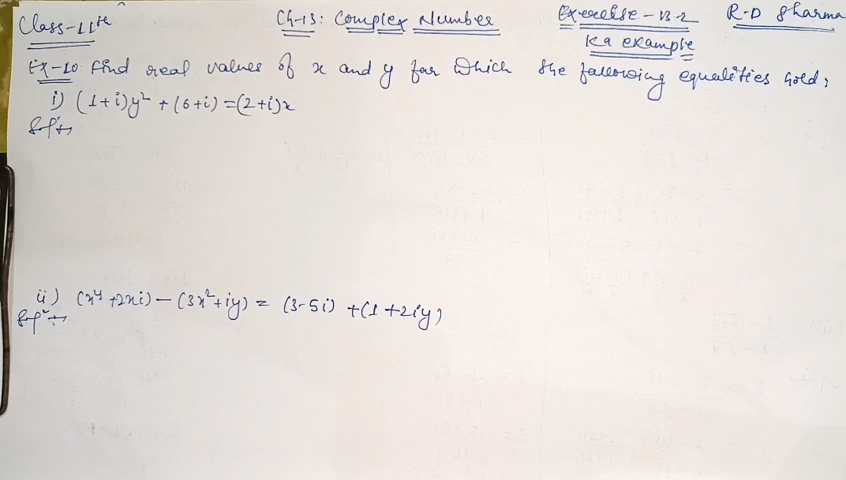 Class-11th Ch-13: Complex Number Exercise-13.2 R.D Sharma
Ka example
Ex-10 Find real values of x and y for which the following equalities hold;
i) (1+i)y² + (6+i) = (2+i)x
Solⁿ:→
ii) (x⁴+2xi) - (3x²+iy) = (3-5i) + (1+2iy)
Solⁿ:→